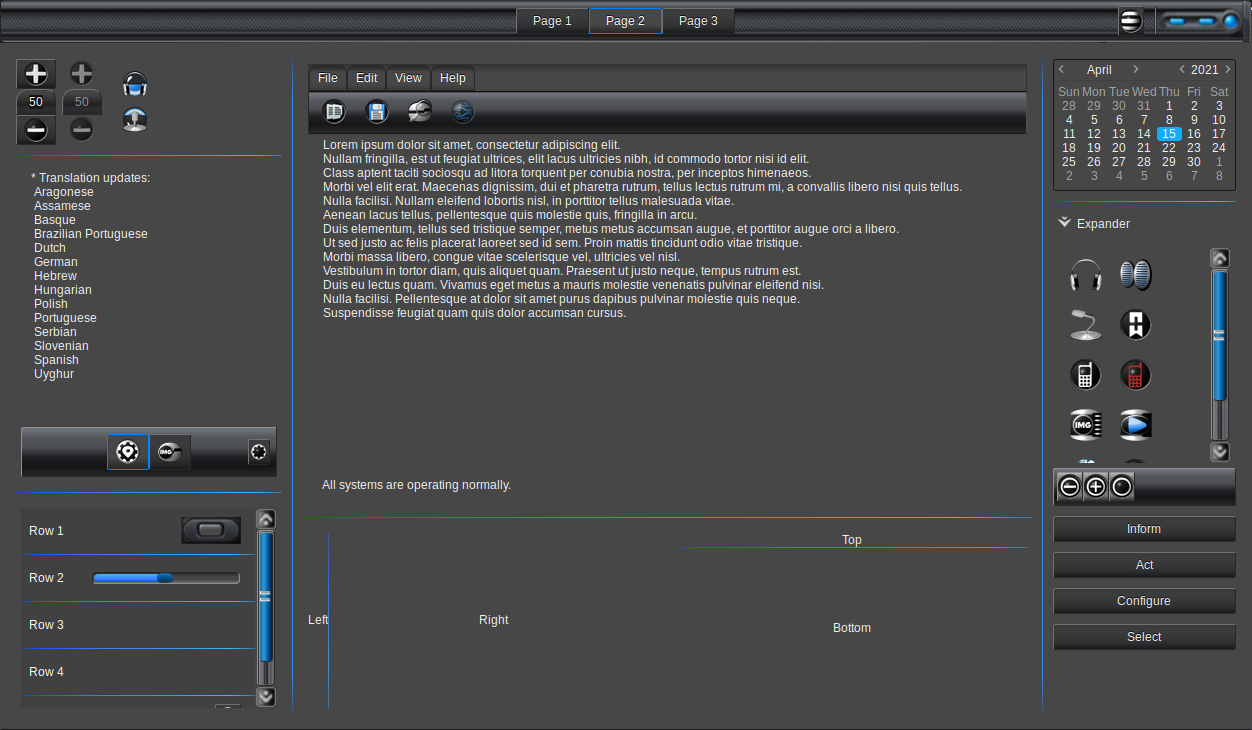 Page 1 Page 2 Page 3
50 50
* Translation updates:
Aragonese
Assamese
Basque
Brazilian Portuguese
Dutch
German
Hebrew
Hungarian
Polish
Portuguese
Serbian
Slovenian
Spanish
Uyghur
IMG
Row 1
Row 2
Row 3
Row 4
File Edit View Help
Lorem ipsum dolor sit amet, consectetur adipiscing elit.
Nullam fringilla, est ut feugiat ultrices, elit lacus ultricies nibh, id commodo tortor nisi id elit.
Class aptent taciti sociosqu ad litora torquent per conubia nostra, per inceptos himenaeos.
Morbi vel elit erat. Maecenas dignissim, dui et pharetra rutrum, tellus lectus rutrum mi, a convallis libero nisi quis tellus.
Nulla facilisi. Nullam eleifend lobortis nisl, in porttitor tellus malesuada vitae.
Aenean lacus tellus, pellentesque quis molestie quis, fringilla in arcu.
Duis elementum, tellus sed tristique semper, metus metus accumsan augue, et porttitor augue orci a libero.
Ut sed justo ac felis placerat laoreet sed id sem. Proin mattis tincidunt odio vitae tristique.
Morbi massa libero, congue vitae scelerisque vel, ultricies vel nisl.
Vestibulum in tortor diam, quis aliquet quam. Praesent ut justo neque, tempus rutrum est.
Duis eu lectus quam. Vivamus eget metus a mauris molestie venenatis pulvinar eleifend nisi.
Nulla facilisi. Pellentesque at dolor sit amet purus dapibus pulvinar molestie quis neque.
Suspendisse feugiat quam quis dolor accumsan cursus.
All systems are operating normally.
Left Right
Top
Bottom
April 2021
Sun Mon Tue Wed Thu Fri Sat
28 29 30 31 1 2 3
4 5 6 7 8 9 10
11 12 13 14 15 16 17
18 19 20 21 22 23 24
25 26 27 28 29 30 1
2 3 4 5 6 7 8
Expander
IMG
Inform
Act
Configure
Select